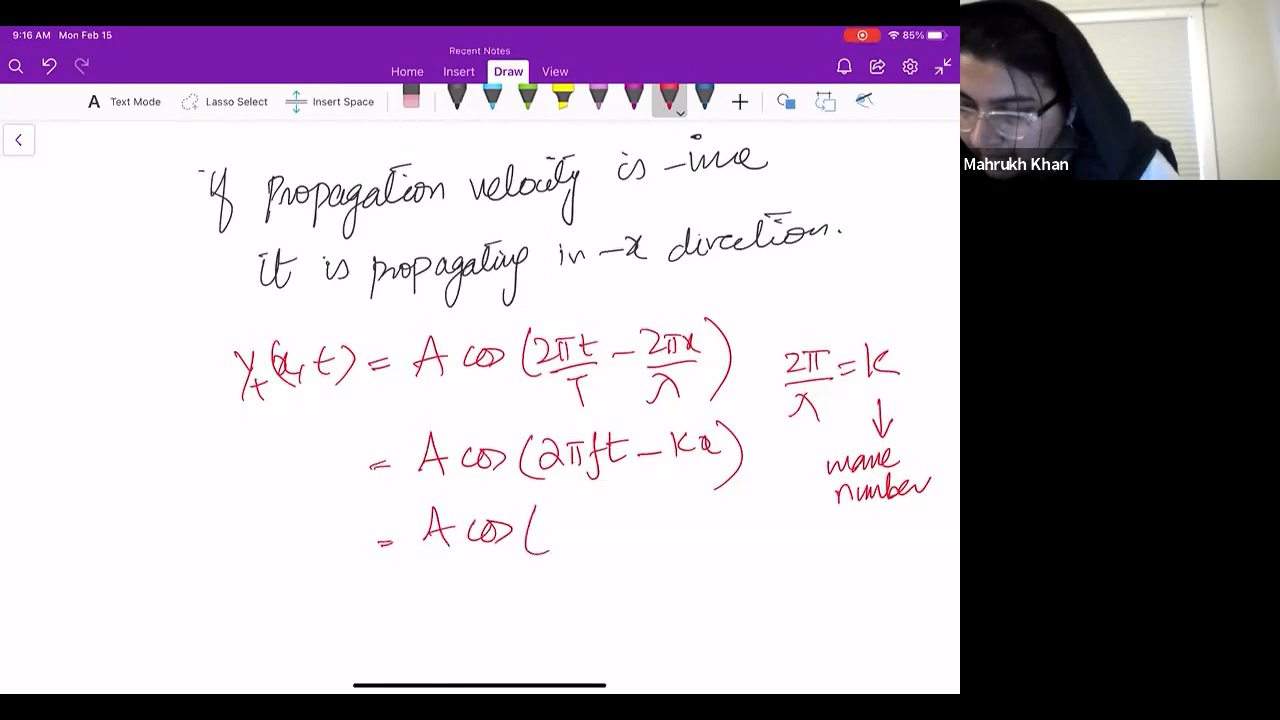 9:16 AM Mon Feb 15
85%
Recent Notes
Home Insert Draw View
A Text Mode Lasso Select Insert Space
if propagation velocity is -ive
it is propagating in -x direction.
y₊(x,t) = A cos(2πt/T - 2πx/λ) 2π/λ = k
= A cos(2πft - kx) ↓
wave
number
= A cos(
Mahrukh Khan